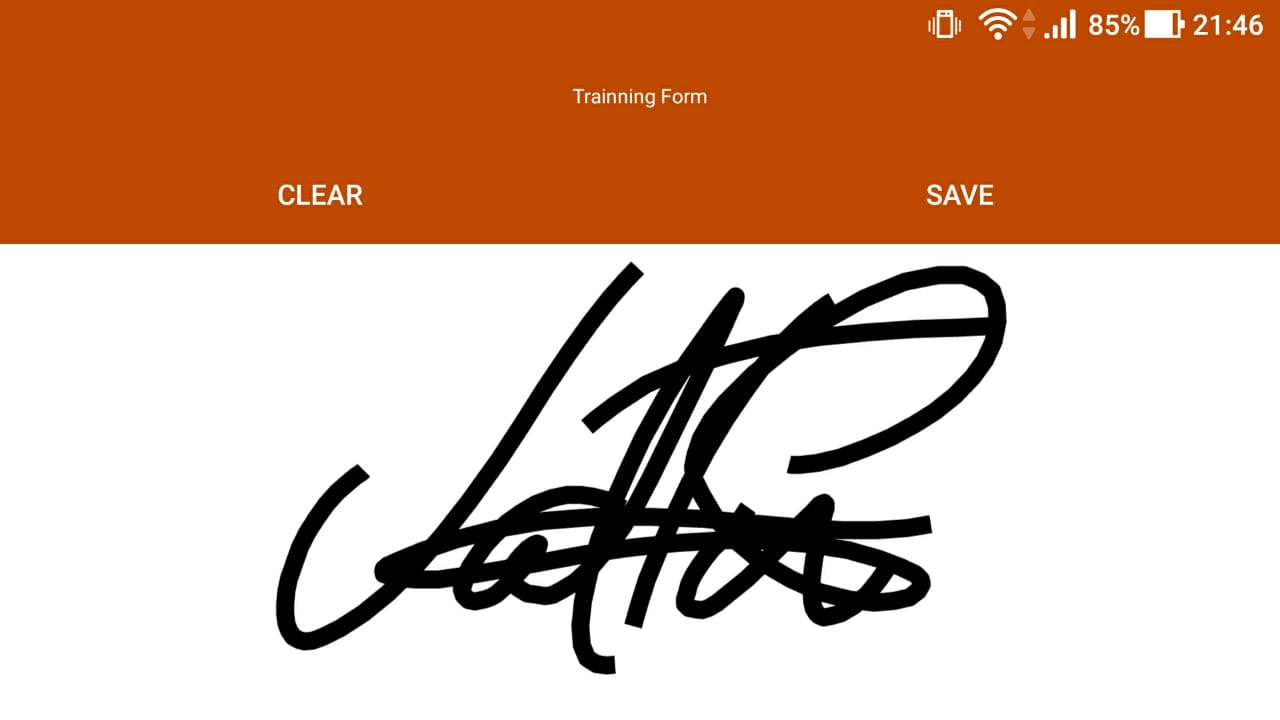 85% 21:46
Trainning Form
CLEAR SAVE